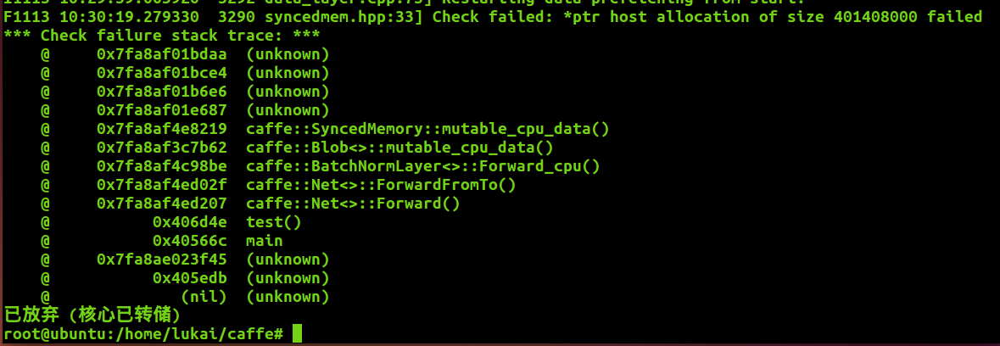 I1113 10:29:59.603920  3292 data_layer.cpp:73] Restarting data prefetching from start.
F1113 10:30:19.279330  3290 syncedmem.hpp:33] Check failed: *ptr host allocation of size 401408000 failed
*** Check failure stack trace: ***
    @     0x7fa8af01bdaa  (unknown)
    @     0x7fa8af01bce4  (unknown)
    @     0x7fa8af01b6e6  (unknown)
    @     0x7fa8af01e687  (unknown)
    @     0x7fa8af4e8219  caffe::SyncedMemory::mutable_cpu_data()
    @     0x7fa8af3c7b62  caffe::Blob<>::mutable_cpu_data()
    @     0x7fa8af4c98be  caffe::BatchNormLayer<>::Forward_cpu()
    @     0x7fa8af4ed02f  caffe::Net<>::ForwardFromTo()
    @     0x7fa8af4ed207  caffe::Net<>::Forward()
    @           0x406d4e  test()
    @           0x40566c  main
    @     0x7fa8ae023f45  (unknown)
    @           0x405edb  (unknown)
    @              (nil)  (unknown)
已放弃 (核心已转储)
root@ubuntu:/home/lukai/caffe#